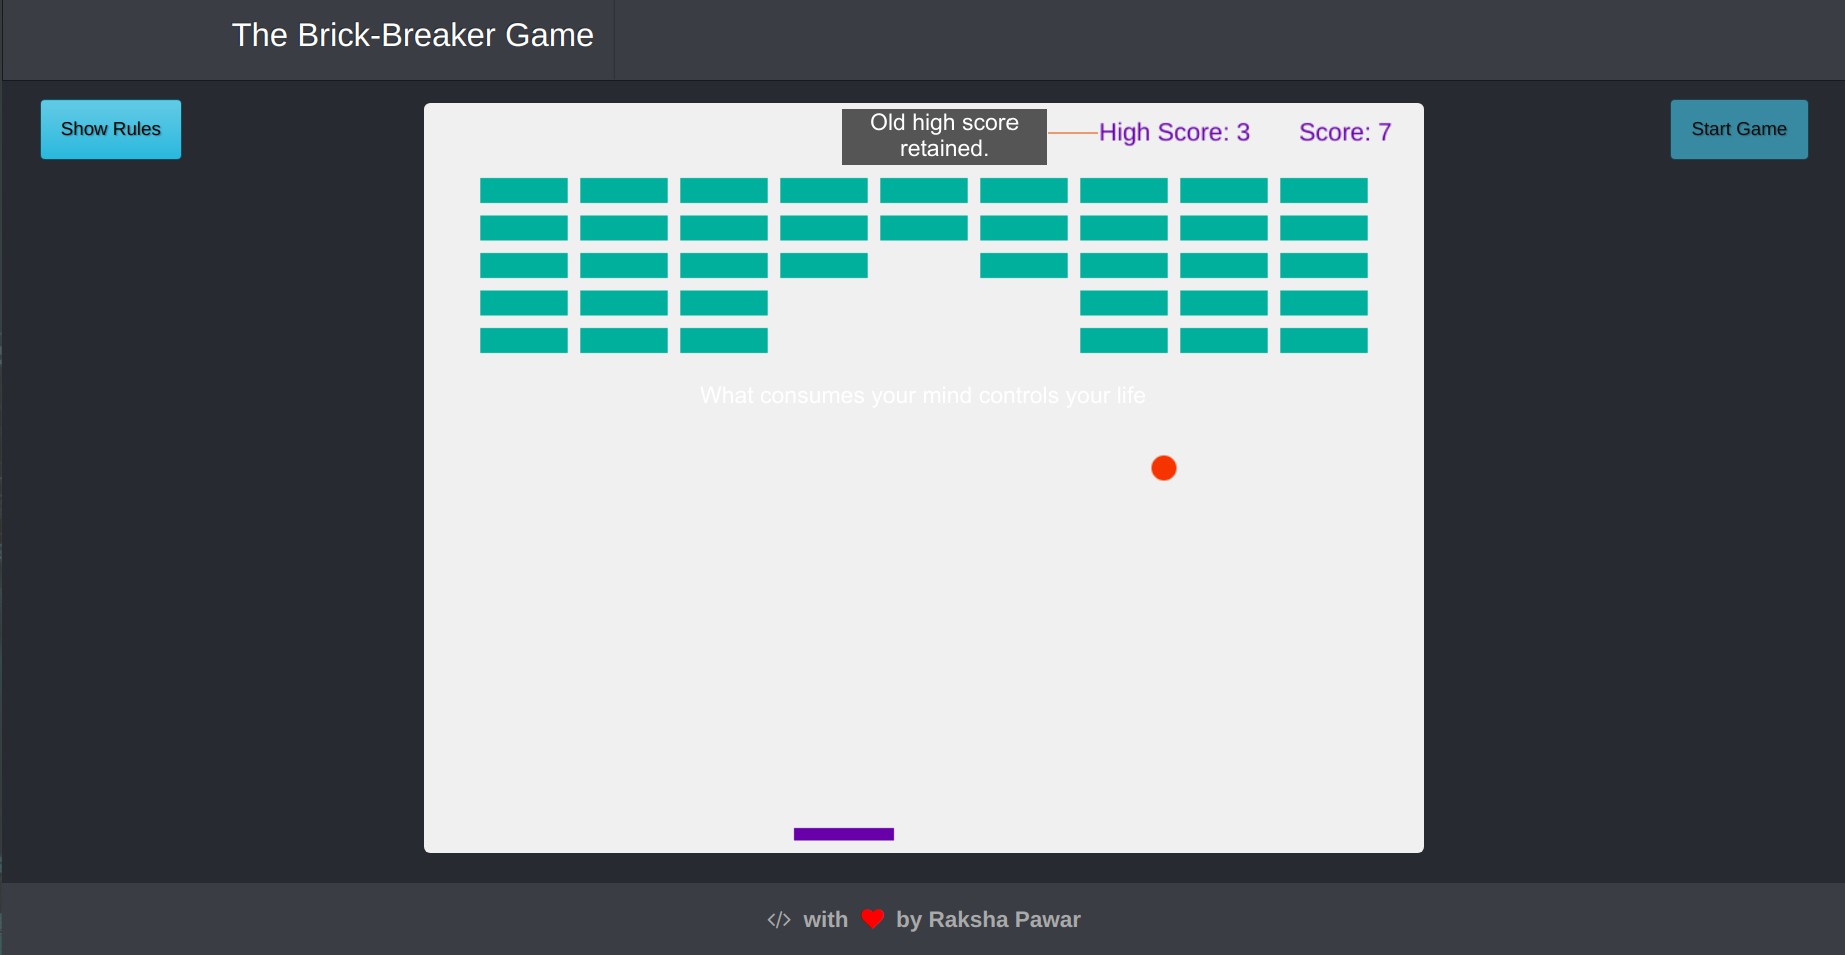 The Brick-Breaker Game
Show Rules
Old high score
retained.
High Score: 3 Score: 7
Start Game
What consumes your mind controls your life
</> with ❤ by Raksha Pawar